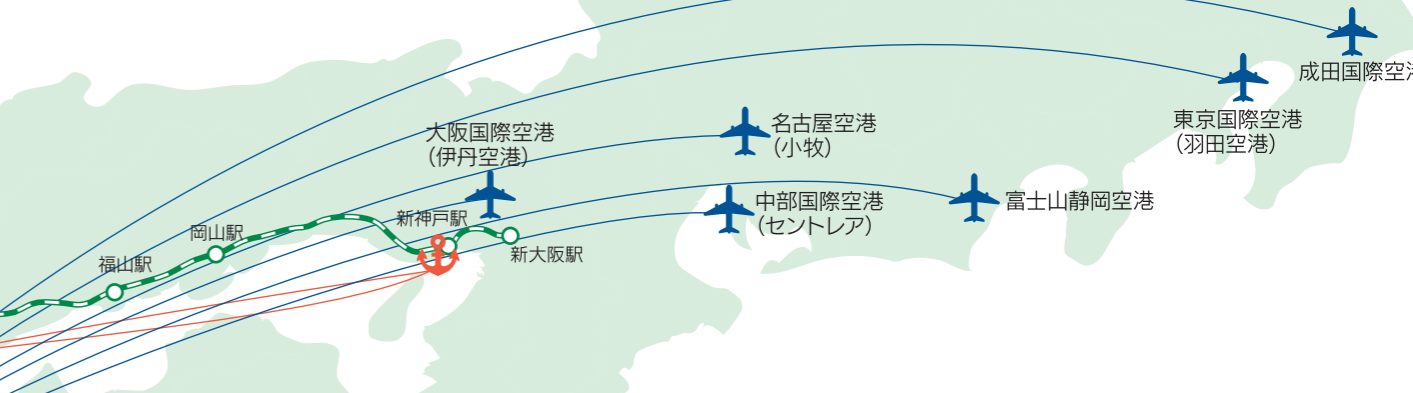 成田国際空港
東京国際空港
(羽田空港)
名古屋空港
(小牧)
大阪国際空港
(伊丹空港)
富士山静岡空港
中部国際空港
(セントレア)
新神戸駅
岡山駅
新大阪駅
福山駅